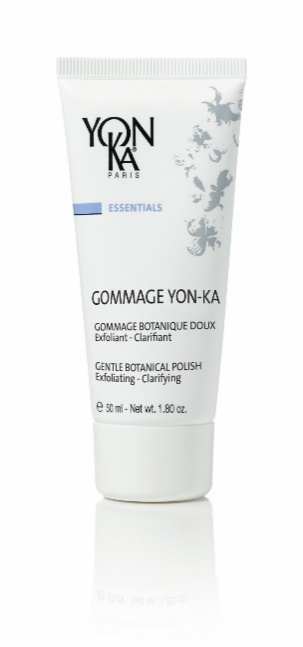 YON
KA
PARIS
ESSENTIALS
GOMMAGE YON-KA
GOMMAGE BOTANIQUE DOUX
Exfoliant - Clarifiant
GENTLE BOTANICAL POLISH
Exfoliating - Clarifying
℮ 50 ml - Net wt. 1.80 oz.